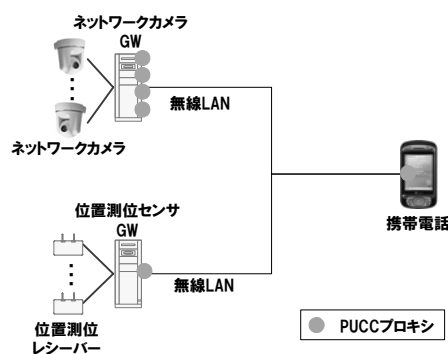 ネットワークカメラ
GW
無線LAN
ネットワークカメラ
位置測位センサ
GW
無線LAN
位置測位
レシーバー
携帯電話
PUCCプロキシ